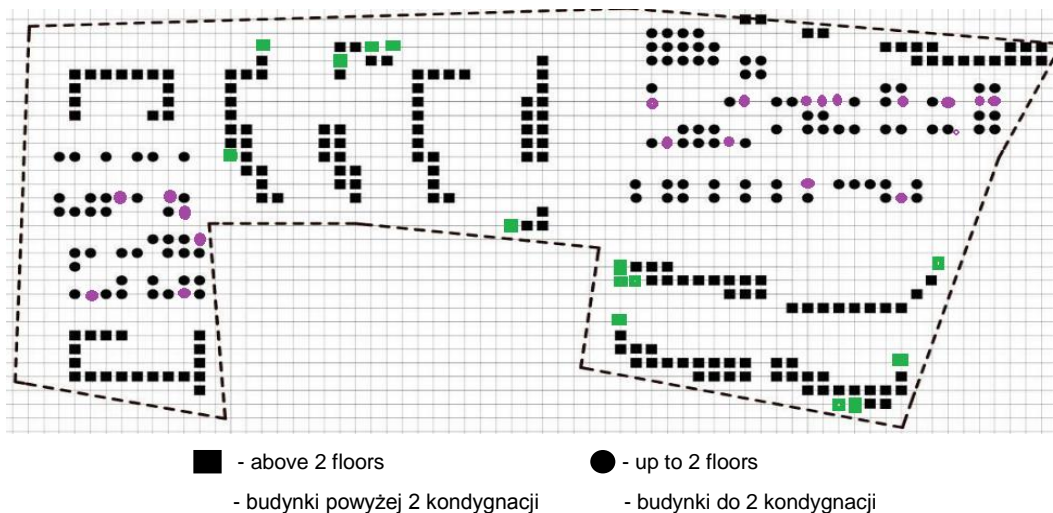 - above 2 floors - up to 2 floors
- budynki powyżej 2 kondygnacji - budynki do 2 kondygnacji